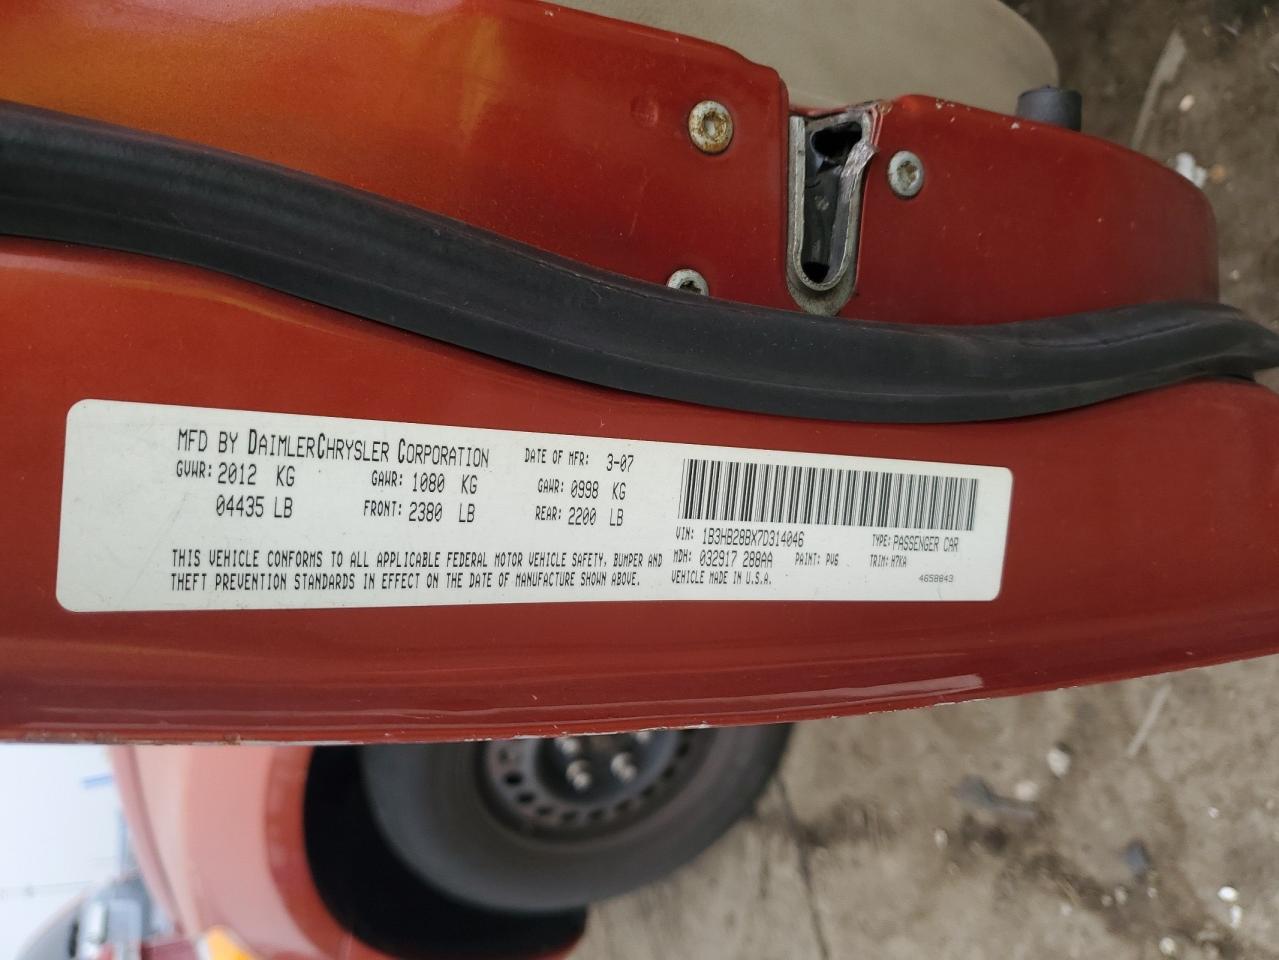 MFD BY DAIMLERCHRYSLER CORPORATION DATE OF MFR: 3-07
GVWR: 2012 KG GAWR: 1080 KG GAWR: 0998 KG
04435 LB FRONT: 2380 LB REAR: 2200 LB
VIN: 1B3HB28BX7D314046 TYPE: PASSENGER CAR
THIS VEHICLE CONFORMS TO ALL APPLICABLE FEDERAL MOTOR VEHICLE SAFETY, BUMPER AND MDH: 032917 288AA PAINT: PV6 TRIM: H7KA
THEFT PREVENTION STANDARDS IN EFFECT ON THE DATE OF MANUFACTURE SHOWN ABOVE. VEHICLE MADE IN U.S.A. 4658843